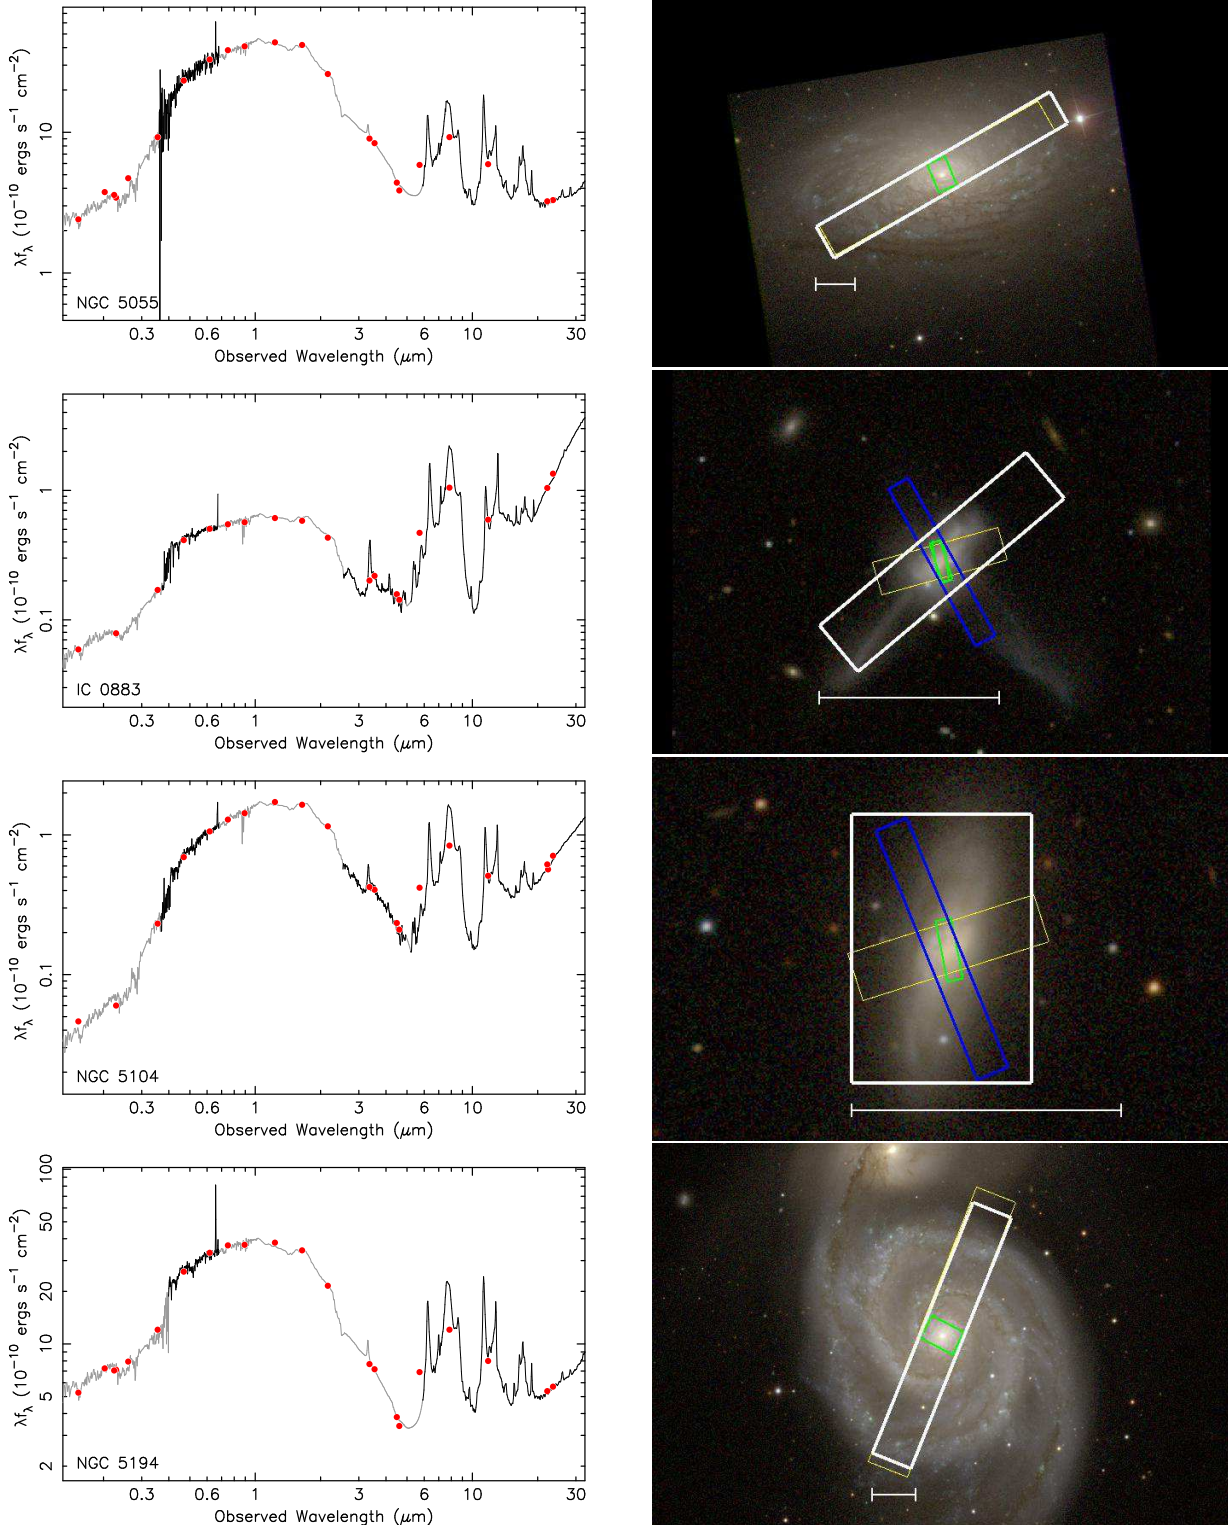 λf_λ (10^−10 ergs s^−1 cm^−2)
10
1
NGC 5055
0.3 0.6 1 3 6 10 30
Observed Wavelength (μm)
λf_λ (10^−10 ergs s^−1 cm^−2)
1
0.1
IC 0883
0.3 0.6 1 3 6 10 30
Observed Wavelength (μm)
λf_λ (10^−10 ergs s^−1 cm^−2)
1
0.1
NGC 5104
0.3 0.6 1 3 6 10 30
Observed Wavelength (μm)
λf_λ (10^−10 ergs s^−1 cm^−2)
100
50
20
10
5
2
NGC 5194
0.3 0.6 1 3 6 10 30
Observed Wavelength (μm)